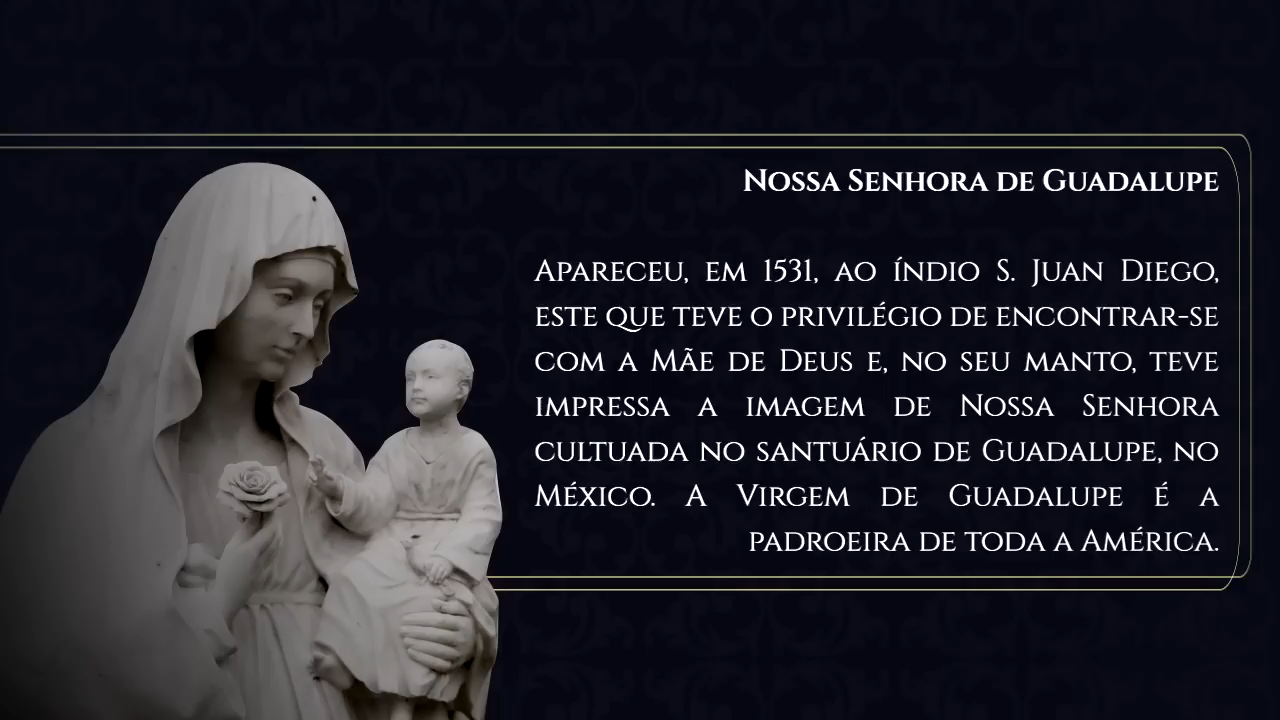 Nossa Senhora de Guadalupe
Apareceu, em 1531, ao índio S. Juan Diego,
este que teve o privilégio de encontrar-se
com a Mãe de Deus e, no seu manto, teve
impressa a imagem de Nossa Senhora
cultuada no santuário de Guadalupe, no
México. A Virgem de Guadalupe é a
padroeira de toda a América.